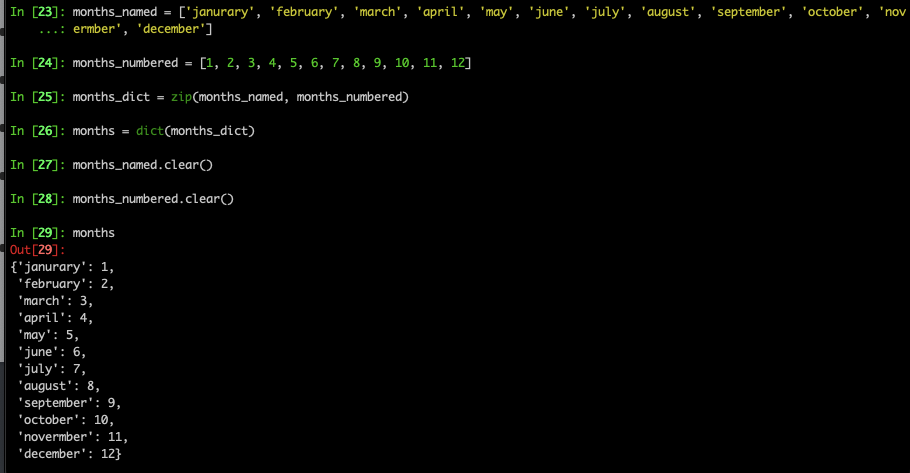 In [23]: months_named = ['janurary', 'february', 'march', 'april', 'may', 'june', 'july', 'august', 'september', 'october', 'nov
...: ermber', 'december']
In [24]: months_numbered = [1, 2, 3, 4, 5, 6, 7, 8, 9, 10, 11, 12]
In [25]: months_dict = zip(months_named, months_numbered)
In [26]: months = dict(months_dict)
In [27]: months_named.clear()
In [28]: months_numbered.clear()
In [29]: months
Out[29]:
{'janurary': 1,
'february': 2,
'march': 3,
'april': 4,
'may': 5,
'june': 6,
'july': 7,
'august': 8,
'september': 9,
'october': 10,
'novermber': 11,
'december': 12}